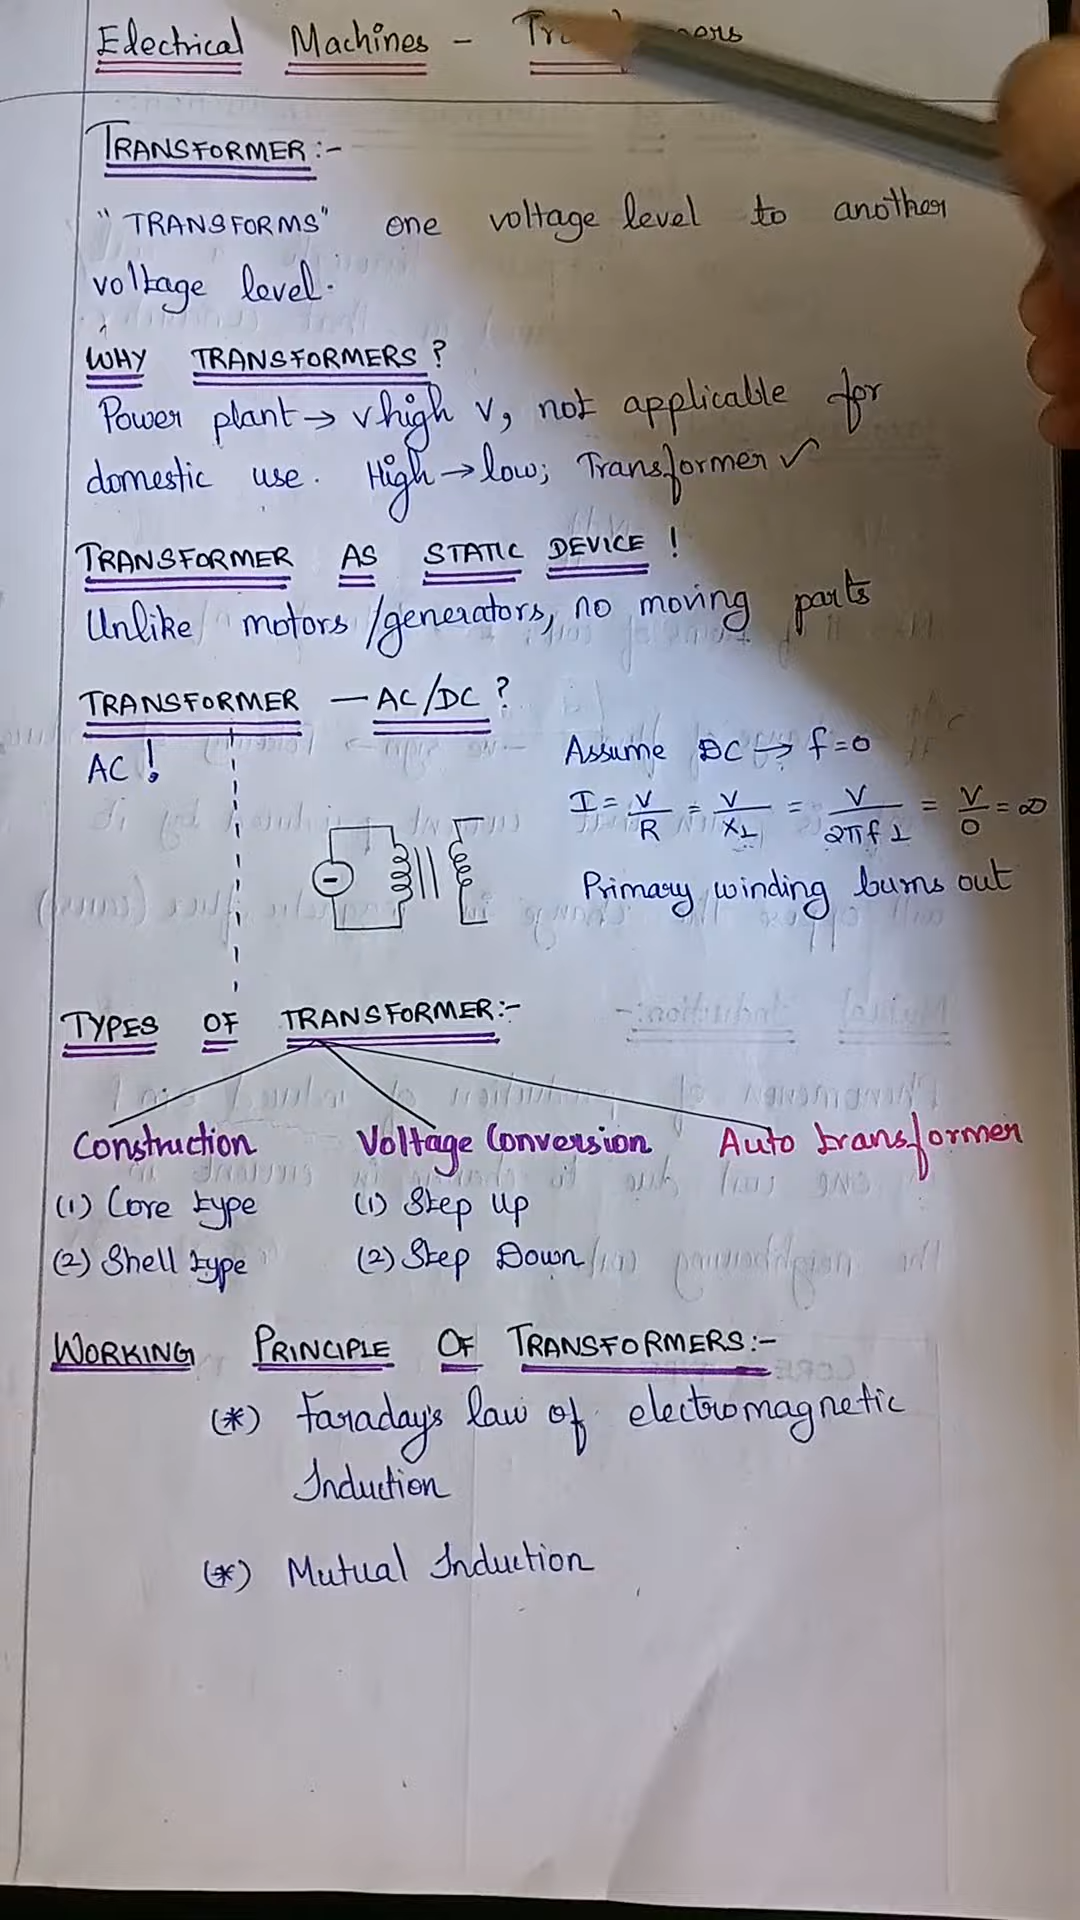 Electrical Machines -
TRANSFORMER:-
"TRANSFORMS" one voltage level to another
voltage level.
WHY TRANSFORMERS?
Power plant → v high v, not applicable for
domestic use. High → low; Transformer ✓
TRANSFORMER AS STATIC DEVICE!
Unlike motors/generators, no moving parts
TRANSFORMER — AC/DC?
AC!
Assume DC → f=0
I = V/R = V/XL = V/2πfL = V/0 = ∞
Primary winding burns out
TYPES OF TRANSFORMER:-
Construction Voltage Conversion Auto transformer
(1) Core type (1) Step Up
(2) Shell type (2) Step Down
WORKING PRINCIPLE OF TRANSFORMERS:-
(*) Faraday's law of electromagnetic
Induction
(*) Mutual Induction